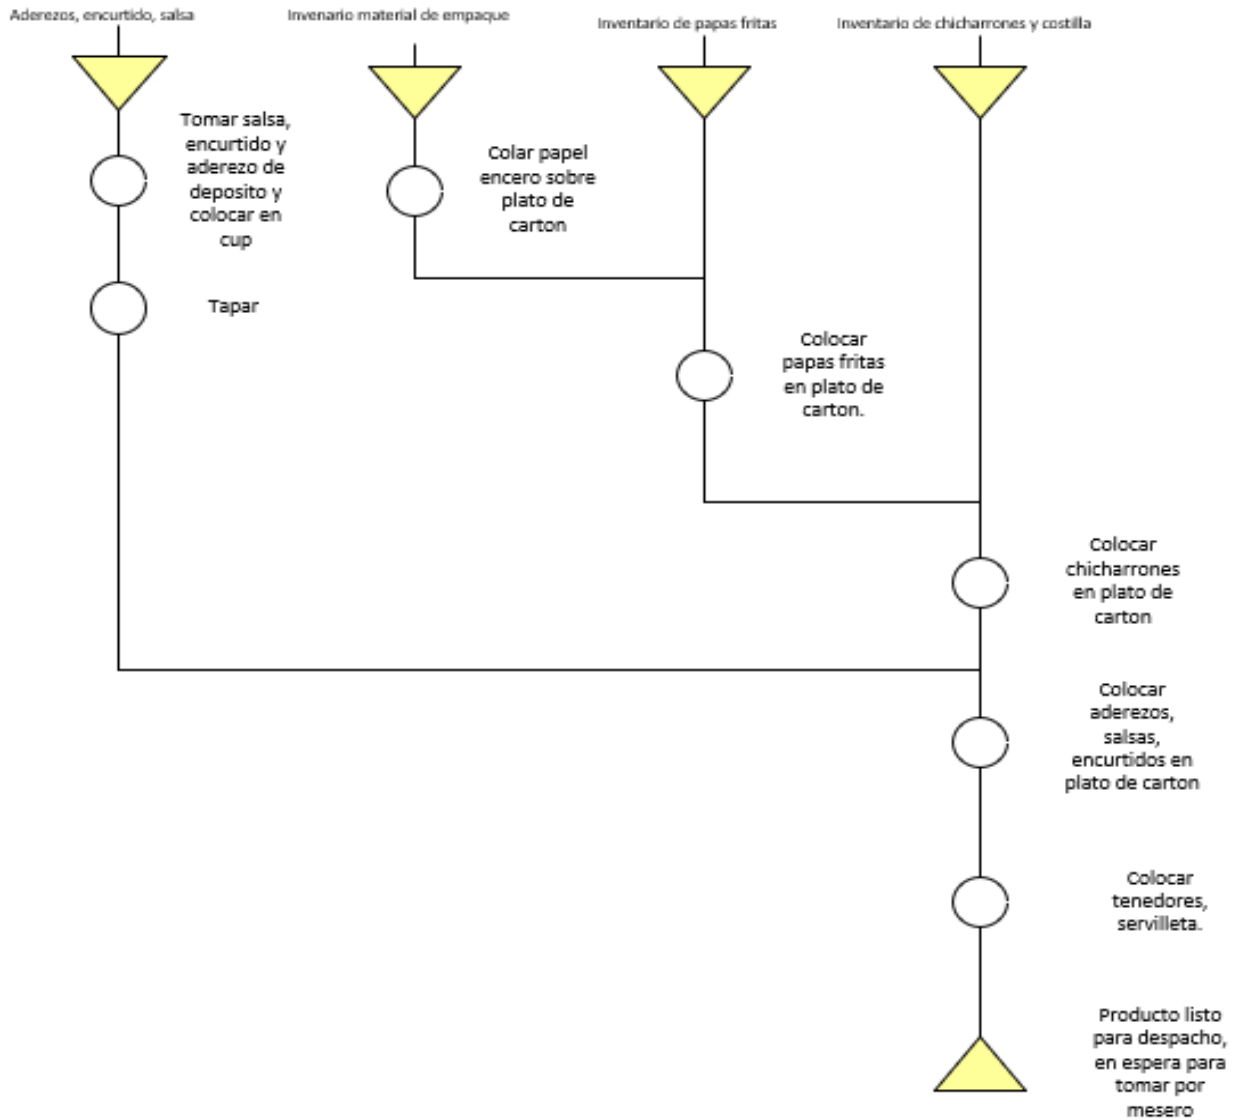 Aderezos, encurtido, salsa
Invenario material de empaque
Inventario de papas fritas
Inventario de chicharrones y costilla
Tomar salsa,
encurtido y
aderezo de
deposito y
colocar en
cup
Colar papel
encero sobre
plato de
carton
Tapar
Colocar
papas fritas
en plato de
carton.
Colocar
chicharrones
en plato de
carton
Colocar
aderezos,
salsas,
encurtidos en
plato de carton
Colocar
tenedores,
servilleta.
Producto listo
para despacho,
en espera para
tomar por
mesero